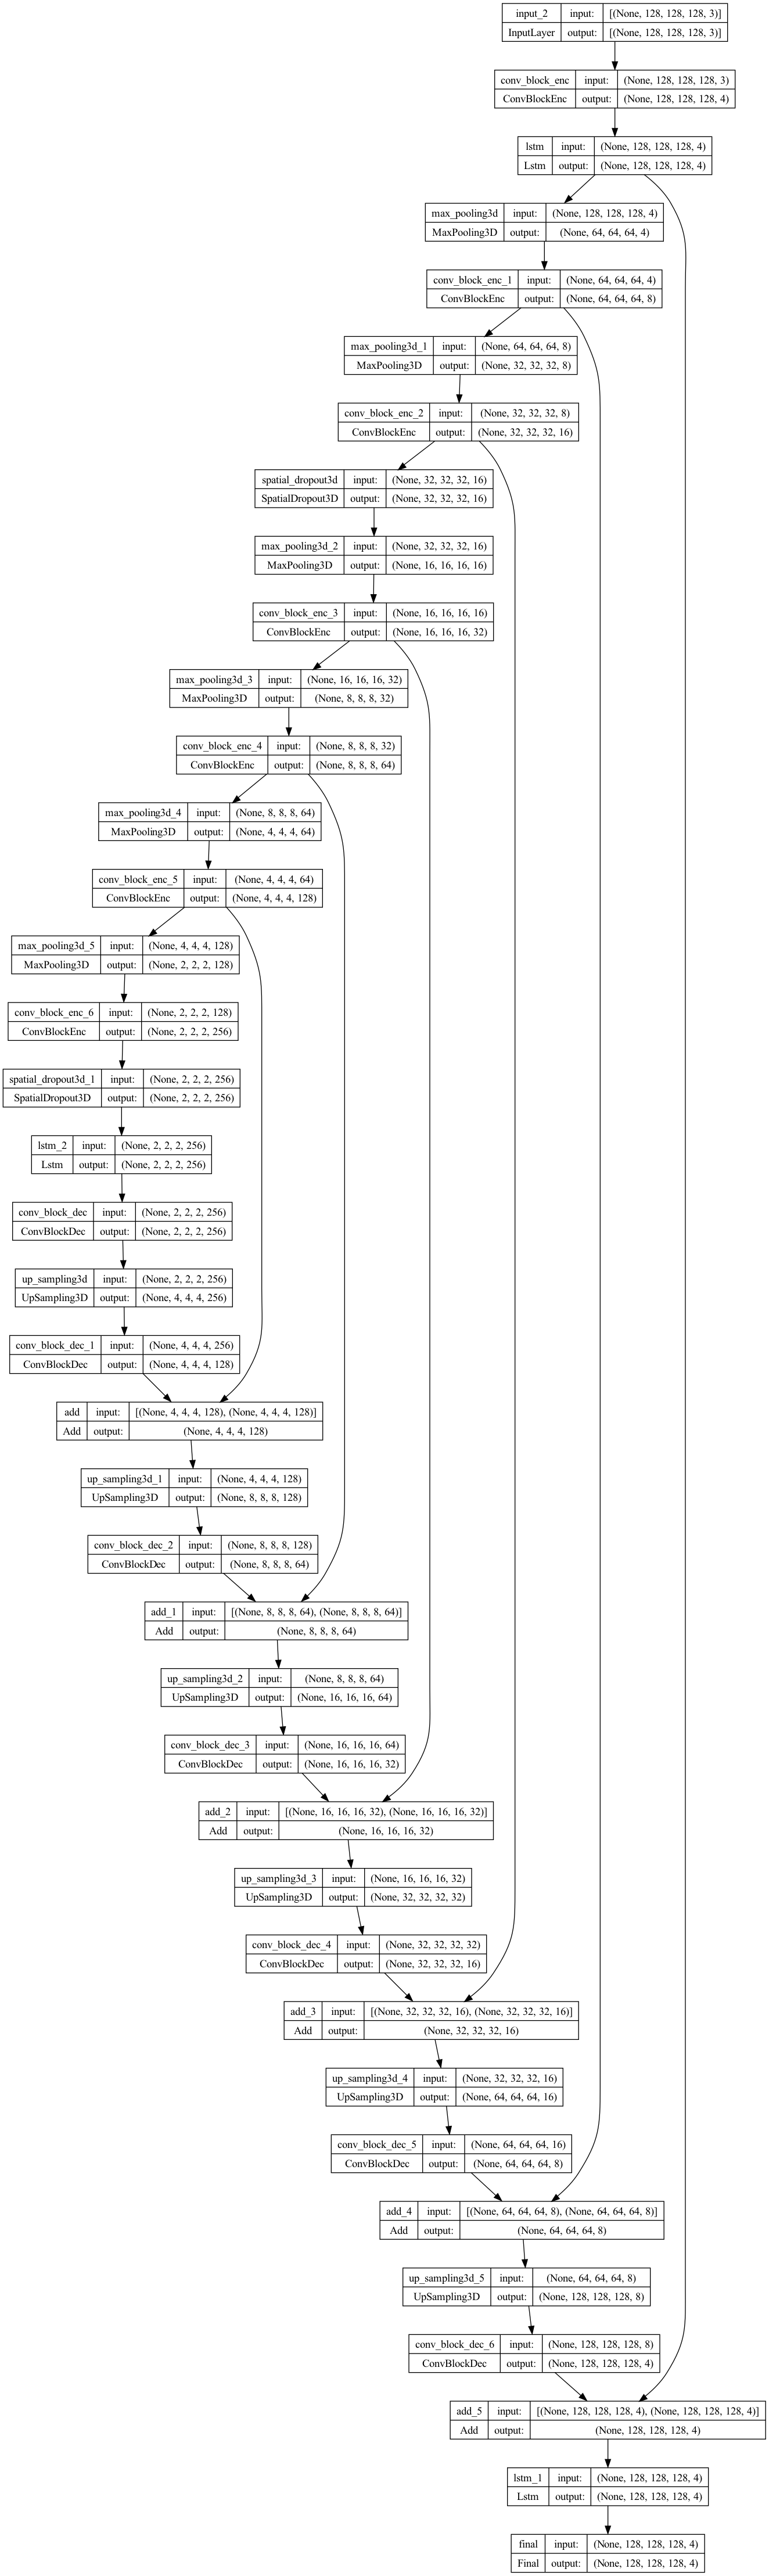 input_2 input: [(None, 128, 128, 128, 3)]
InputLayer output: [(None, 128, 128, 128, 3)]
conv_block_enc input: (None, 128, 128, 128, 3)
ConvBlockEnc output: (None, 128, 128, 128, 4)
lstm input: (None, 128, 128, 128, 4)
Lstm output: (None, 128, 128, 128, 4)
max_pooling3d input: (None, 128, 128, 128, 4)
MaxPooling3D output: (None, 64, 64, 64, 4)
conv_block_enc_1 input: (None, 64, 64, 64, 4)
ConvBlockEnc output: (None, 64, 64, 64, 8)
max_pooling3d_1 input: (None, 64, 64, 64, 8)
MaxPooling3D output: (None, 32, 32, 32, 8)
conv_block_enc_2 input: (None, 32, 32, 32, 8)
ConvBlockEnc output: (None, 32, 32, 32, 16)
spatial_dropout3d input: (None, 32, 32, 32, 16)
SpatialDropout3D output: (None, 32, 32, 32, 16)
max_pooling3d_2 input: (None, 32, 32, 32, 16)
MaxPooling3D output: (None, 16, 16, 16, 16)
conv_block_enc_3 input: (None, 16, 16, 16, 16)
ConvBlockEnc output: (None, 16, 16, 16, 32)
max_pooling3d_3 input: (None, 16, 16, 16, 32)
MaxPooling3D output: (None, 8, 8, 8, 32)
conv_block_enc_4 input: (None, 8, 8, 8, 32)
ConvBlockEnc output: (None, 8, 8, 8, 64)
max_pooling3d_4 input: (None, 8, 8, 8, 64)
MaxPooling3D output: (None, 4, 4, 4, 64)
conv_block_enc_5 input: (None, 4, 4, 4, 64)
ConvBlockEnc output: (None, 4, 4, 4, 128)
max_pooling3d_5 input: (None, 4, 4, 4, 128)
MaxPooling3D output: (None, 2, 2, 2, 128)
conv_block_enc_6 input: (None, 2, 2, 2, 128)
ConvBlockEnc output: (None, 2, 2, 2, 256)
spatial_dropout3d_1 input: (None, 2, 2, 2, 256)
SpatialDropout3D output: (None, 2, 2, 2, 256)
lstm_2 input: (None, 2, 2, 2, 256)
Lstm output: (None, 2, 2, 2, 256)
conv_block_dec input: (None, 2, 2, 2, 256)
ConvBlockDec output: (None, 2, 2, 2, 256)
up_sampling3d input: (None, 2, 2, 2, 256)
UpSampling3D output: (None, 4, 4, 4, 256)
conv_block_dec_1 input: (None, 4, 4, 4, 256)
ConvBlockDec output: (None, 4, 4, 4, 128)
add input: [(None, 4, 4, 4, 128), (None, 4, 4, 4, 128)]
Add output: (None, 4, 4, 4, 128)
up_sampling3d_1 input: (None, 4, 4, 4, 128)
UpSampling3D output: (None, 8, 8, 8, 128)
conv_block_dec_2 input: (None, 8, 8, 8, 128)
ConvBlockDec output: (None, 8, 8, 8, 64)
add_1 input: [(None, 8, 8, 8, 64), (None, 8, 8, 8, 64)]
Add output: (None, 8, 8, 8, 64)
up_sampling3d_2 input: (None, 8, 8, 8, 64)
UpSampling3D output: (None, 16, 16, 16, 64)
conv_block_dec_3 input: (None, 16, 16, 16, 64)
ConvBlockDec output: (None, 16, 16, 16, 32)
add_2 input: [(None, 16, 16, 16, 32), (None, 16, 16, 16, 32)]
Add output: (None, 16, 16, 16, 32)
up_sampling3d_3 input: (None, 16, 16, 16, 32)
UpSampling3D output: (None, 32, 32, 32, 32)
conv_block_dec_4 input: (None, 32, 32, 32, 32)
ConvBlockDec output: (None, 32, 32, 32, 16)
add_3 input: [(None, 32, 32, 32, 16), (None, 32, 32, 32, 16)]
Add output: (None, 32, 32, 32, 16)
up_sampling3d_4 input: (None, 32, 32, 32, 16)
UpSampling3D output: (None, 64, 64, 64, 16)
conv_block_dec_5 input: (None, 64, 64, 64, 16)
ConvBlockDec output: (None, 64, 64, 64, 8)
add_4 input: [(None, 64, 64, 64, 8), (None, 64, 64, 64, 8)]
Add output: (None, 64, 64, 64, 8)
up_sampling3d_5 input: (None, 64, 64, 64, 8)
UpSampling3D output: (None, 128, 128, 128, 8)
conv_block_dec_6 input: (None, 128, 128, 128, 8)
ConvBlockDec output: (None, 128, 128, 128, 4)
add_5 input: [(None, 128, 128, 128, 4), (None, 128, 128, 128, 4)]
Add output: (None, 128, 128, 128, 4)
lstm_1 input: (None, 128, 128, 128, 4)
Lstm output: (None, 128, 128, 128, 4)
final input: (None, 128, 128, 128, 4)
Final output: (None, 128, 128, 128, 4)